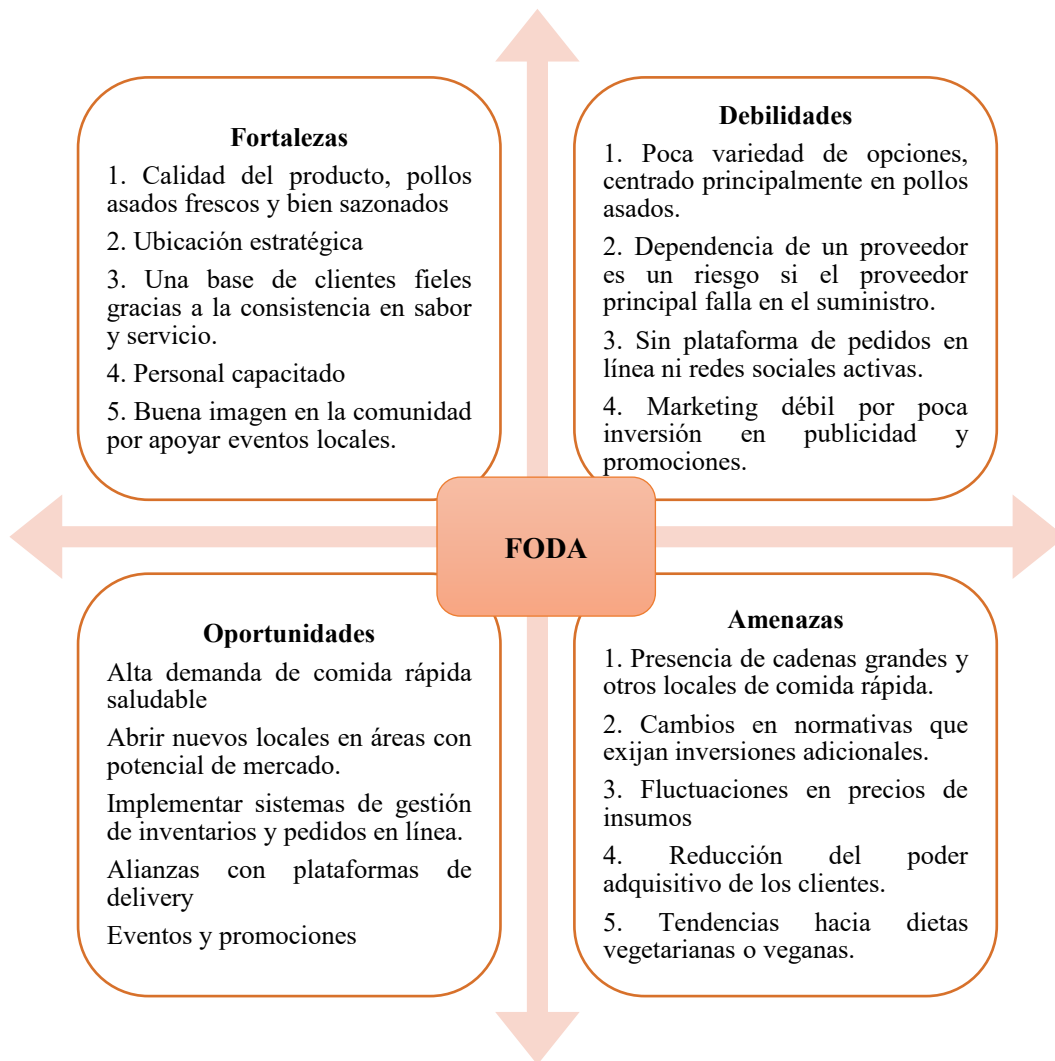 Fortalezas
1. Calidad del producto, pollos
asados frescos y bien sazonados
2. Ubicación estratégica
3. Una base de clientes fieles
gracias a la consistencia en sabor
y servicio.
4. Personal capacitado
5. Buena imagen en la comunidad
por apoyar eventos locales.
Debilidades
1. Poca variedad de opciones,
centrado principalmente en pollos
asados.
2. Dependencia de un proveedor
es un riesgo si el proveedor
principal falla en el suministro.
3. Sin plataforma de pedidos en
línea ni redes sociales activas.
4. Marketing débil por poca
inversión en publicidad y
promociones.
FODA
Oportunidades
Alta demanda de comida rápida
saludable
Abrir nuevos locales en áreas con
potencial de mercado.
Implementar sistemas de gestión
de inventarios y pedidos en línea.
Alianzas con plataformas de
delivery
Eventos y promociones
Amenazas
1. Presencia de cadenas grandes y
otros locales de comida rápida.
2. Cambios en normativas que
exijan inversiones adicionales.
3. Fluctuaciones en precios de
insumos
4. Reducción del poder
adquisitivo de los clientes.
5. Tendencias hacia dietas
vegetarianas o veganas.